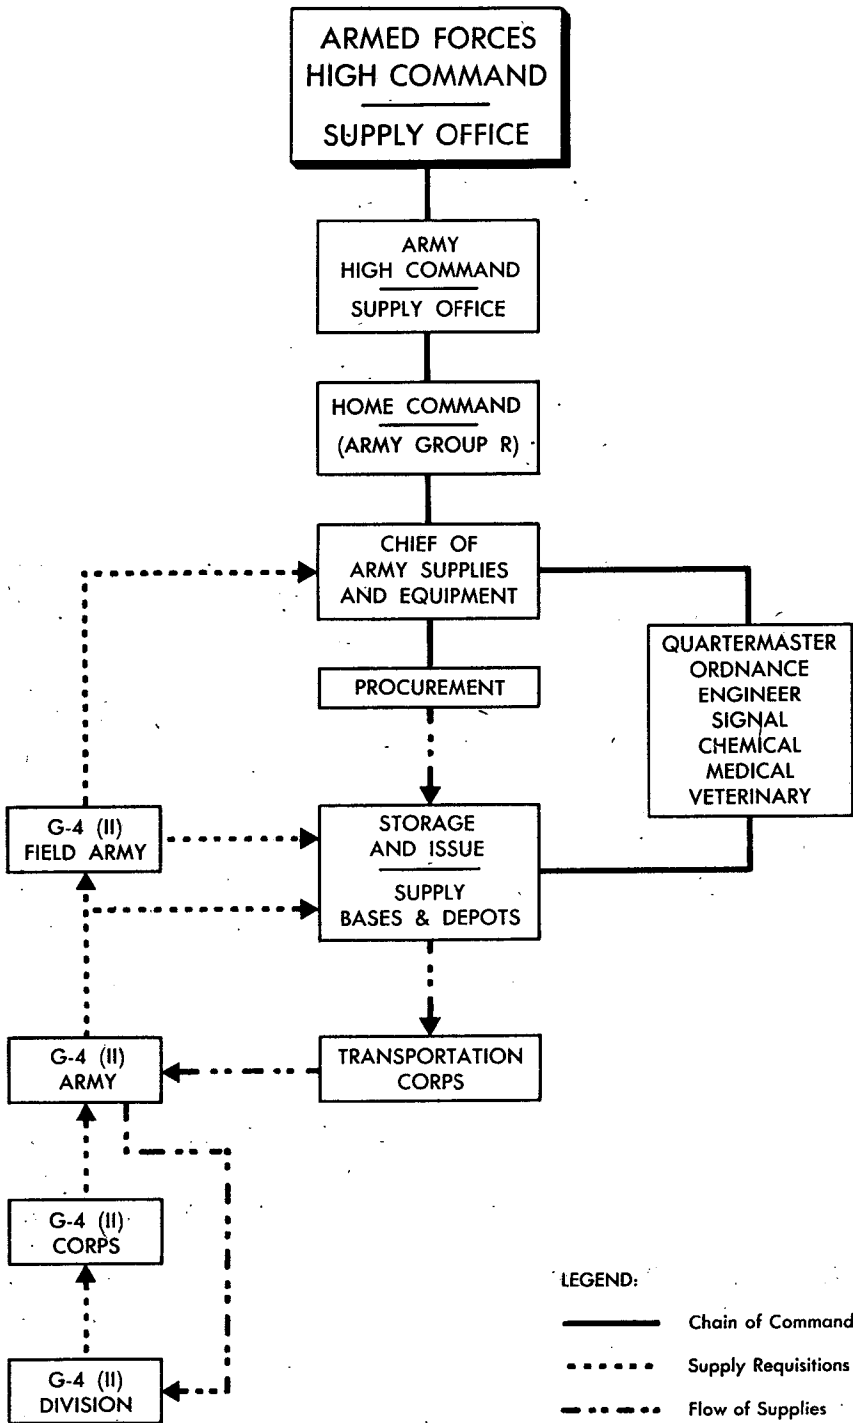 ARMED FORCES
HIGH COMMAND
SUPPLY OFFICE
ARMY
HIGH COMMAND
SUPPLY OFFICE
HOME COMMAND
(ARMY GROUP R)
CHIEF OF
ARMY SUPPLIES
AND EQUIPMENT
PROCUREMENT
QUARTERMASTER
ORDNANCE
ENGINEER
SIGNAL
CHEMICAL
MEDICAL
VETERINARY
G-4 (II)
FIELD ARMY
STORAGE
AND ISSUE
SUPPLY
BASES & DEPOTS
G-4 (II)
ARMY
TRANSPORTATION
CORPS
G-4 (II)
CORPS
G-4 (II)
DIVISION
LEGEND:
Chain of Command
Supply Requisitions
Flow of Supplies